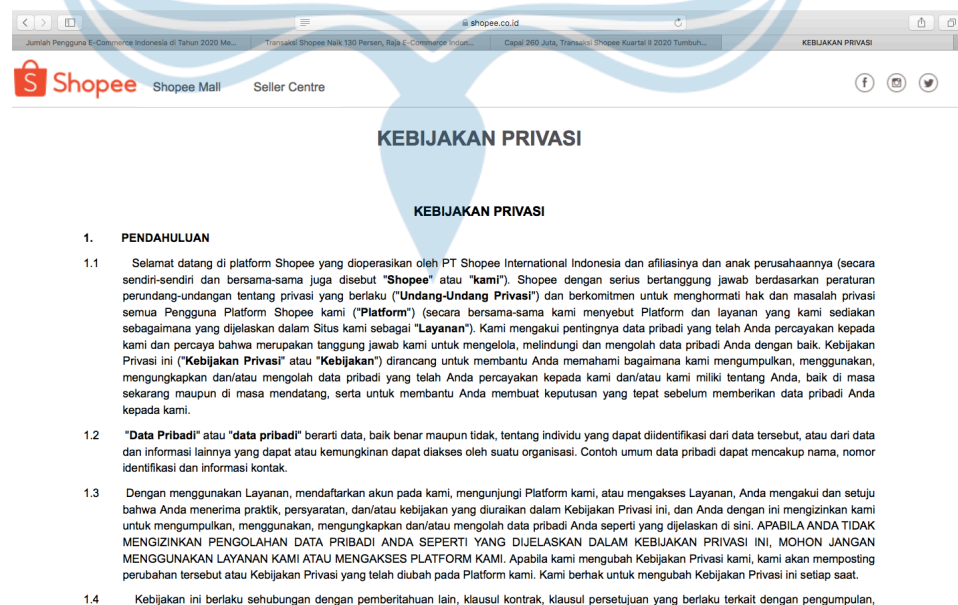 shopee.co.id
Jumlah Pengguna E-Commerce Indonesia di Tahun 2020 Me...
Transaksi Shopee Naik 130 Persen, Raja E-Commerce Indon...
Capai 260 Juta, Transaksi Shopee Kuartal II 2020 Tumbuh...
KEBIJAKAN PRIVASI
Shopee Shopee Mall Seller Centre
KEBIJAKAN PRIVASI
KEBIJAKAN PRIVASI
1. PENDAHULUAN
1.1 Selamat datang di platform Shopee yang dioperasikan oleh PT Shopee International Indonesia dan afiliasinya dan anak perusahaannya (secara
sendiri-sendiri dan bersama-sama juga disebut "Shopee" atau "kami"). Shopee dengan serius bertanggung jawab berdasarkan peraturan
perundang-undangan tentang privasi yang berlaku ("Undang-Undang Privasi") dan berkomitmen untuk menghormati hak dan masalah privasi
semua Pengguna Platform Shopee kami ("Platform") (secara bersama-sama kami menyebut Platform dan layanan yang kami sediakan
sebagaimana yang dijelaskan dalam Situs kami sebagai "Layanan"). Kami mengakui pentingnya data pribadi yang telah Anda percayakan kepada
kami dan percaya bahwa merupakan tanggung jawab kami untuk mengelola, melindungi dan mengolah data pribadi Anda dengan baik. Kebijakan
Privasi ini ("Kebijakan Privasi" atau "Kebijakan") dirancang untuk membantu Anda memahami bagaimana kami mengumpulkan, menggunakan,
mengungkapkan dan/atau mengolah data pribadi yang telah Anda percayakan kepada kami dan/atau kami miliki tentang Anda, baik di masa
sekarang maupun di masa mendatang, serta untuk membantu Anda membuat keputusan yang tepat sebelum memberikan data pribadi Anda
kepada kami.
1.2 "Data Pribadi" atau "data pribadi" berarti data, baik benar maupun tidak, tentang individu yang dapat diidentifikasi dari data tersebut, atau dari data
dan informasi lainnya yang dapat atau kemungkinan dapat diakses oleh suatu organisasi. Contoh umum data pribadi dapat mencakup nama, nomor
identifikasi dan informasi kontak.
1.3 Dengan menggunakan Layanan, mendaftarkan akun pada kami, mengunjungi Platform kami, atau mengakses Layanan, Anda mengakui dan setuju
bahwa Anda menerima praktik, persyaratan, dan/atau kebijakan yang diuraikan dalam Kebijakan Privasi ini, dan Anda dengan ini mengizinkan kami
untuk mengumpulkan, menggunakan, mengungkapkan dan/atau mengolah data pribadi Anda seperti yang dijelaskan di sini. APABILA ANDA TIDAK
MENGIZINKAN PENGOLAHAN DATA PRIBADI ANDA SEPERTI YANG DIJELASKAN DALAM KEBIJAKAN PRIVASI INI, MOHON JANGAN
MENGGUNAKAN LAYANAN KAMI ATAU MENGAKSES PLATFORM KAMI. Apabila kami mengubah Kebijakan Privasi kami, kami akan memposting
perubahan tersebut atau Kebijakan Privasi yang telah diubah pada Platform kami. Kami berhak untuk mengubah Kebijakan Privasi ini setiap saat.
1.4 Kebijakan ini berlaku sehubungan dengan pemberitahuan lain, klausul kontrak, klausul persetujuan yang berlaku terkait dengan pengumpulan,